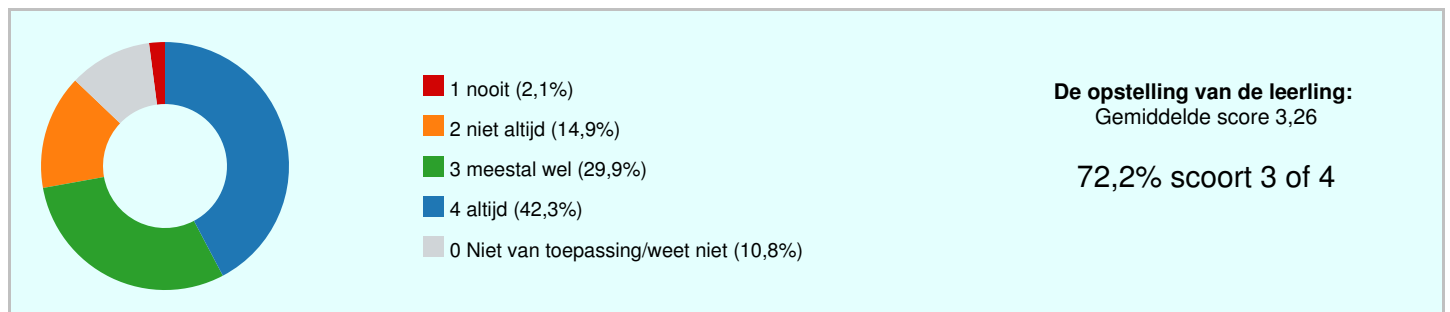 1 nooit (2,1%)
2 niet altijd (14,9%)
3 meestal wel (29,9%)
4 altijd (42,3%)
0 Niet van toepassing/weet niet (10,8%)
De opstelling van de leerling:
Gemiddelde score 3,26
72,2% scoort 3 of 4